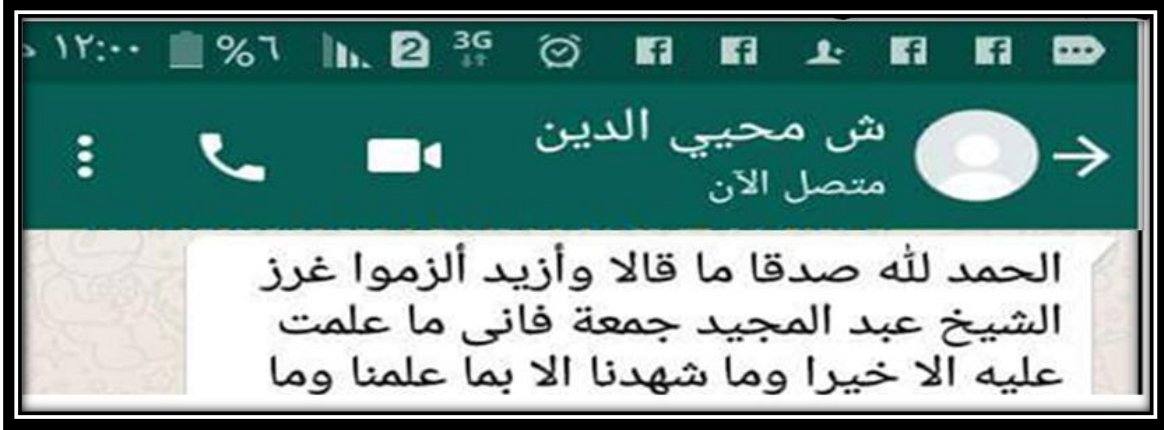 ١٢:٠٠ %٦ 2 3G
ش محيي الدين
متصل الآن
الحمد لله صدقا ما قالا وأزيد ألزموا غرز
الشيخ عبد المجيد جمعة فانى ما علمت
عليه الا خيرا وما شهدنا الا بما علمنا وما